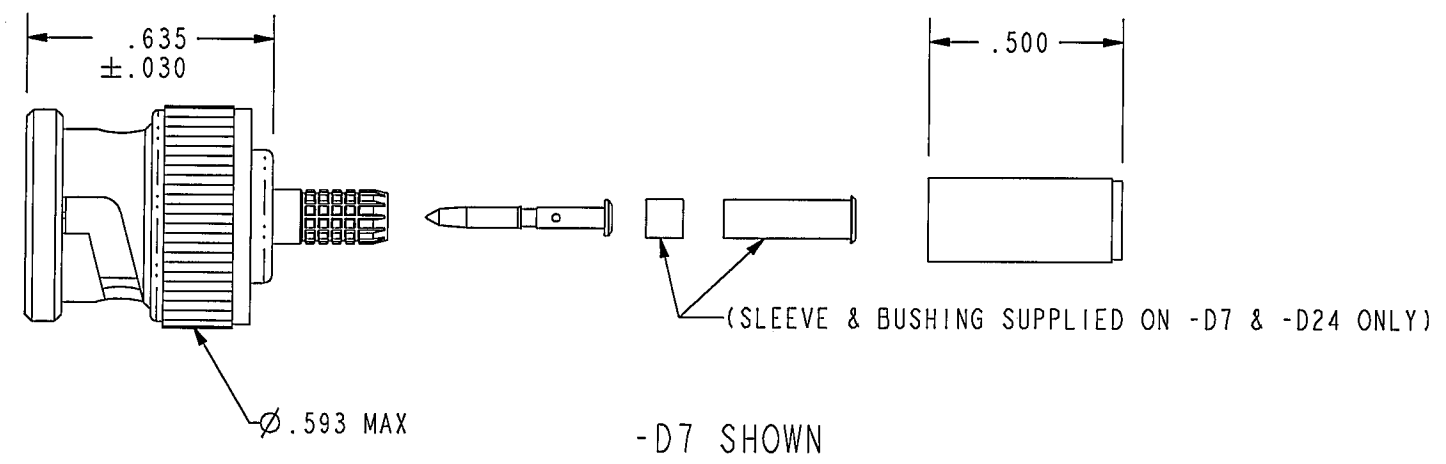 .635
±.030
.500
(SLEEVE & BUSHING SUPPLIED ON -D7 & -D24 ONLY)
Ø.593 MAX
-D7 SHOWN